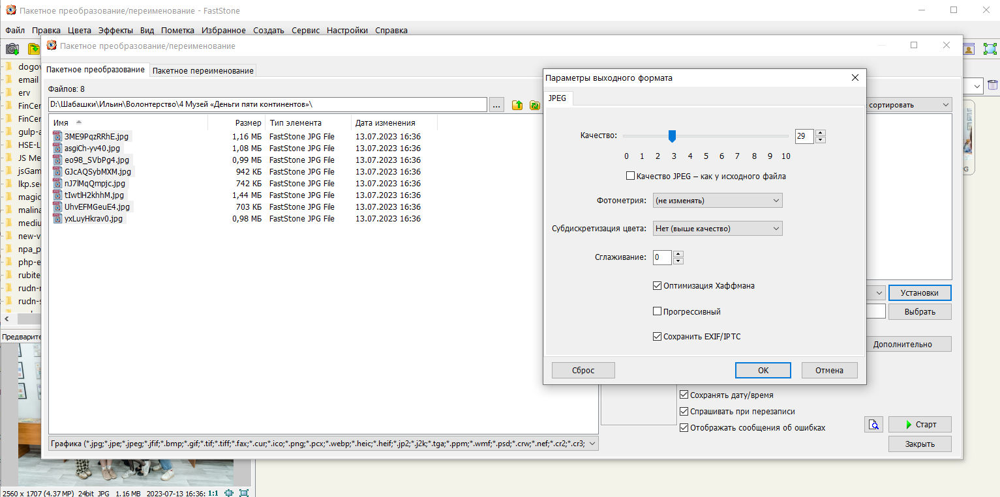 Пакетное преобразование/переименование - FastStone
Файл Правка Цвета Эффекты Вид Пометка Избранное Создать Сервис Настройки Справка
Пакетное преобразование/переименование
Пакетное преобразование Пакетное переименование
Файлов: 8
D:\Шабашки\Ильин\Волонтерство\4 Музей «Деньги пяти континентов»\ ...
Имя Размер Тип элемента Дата изменения
3ME9PqzRRhE.jpg 1,16 МБ FastStone JPG File 13.07.2023 16:36
asgiCh-yv40.jpg 1,08 МБ FastStone JPG File 13.07.2023 16:36
eo98_SVbPg4.jpg 0,99 МБ FastStone JPG File 13.07.2023 16:36
GJcAQSybMXM.jpg 942 КБ FastStone JPG File 13.07.2023 16:36
nJ7lMqQmpjc.jpg 742 КБ FastStone JPG File 13.07.2023 16:36
tIwtlH2khhM.jpg 1,44 МБ FastStone JPG File 13.07.2023 16:36
UhvEFMGeuE4.jpg 703 КБ FastStone JPG File 13.07.2023 16:36
yxLuyHkrav0.jpg 0,98 МБ FastStone JPG File 13.07.2023 16:36
Графика (*.jpg;*.jpe;*.jpeg;*.jfif;*.bmp;*.gif;*.tif;*.tiff;*.fax;*.cur;*.ico;*.png;*.pcx;*.webp;*.heic;*.heif;*.jp2;*.j2k;*.tga;*.ppm;*.wmf;*.psd;*.crw;*.nef;*.cr2;*.cr3;
dogov
email
erv
FinCer
FinCer
gulp-a
HSE-L
JS Me
jsGam
lkp.sec
magic
malina
mediu
new-v
npa_p
php-e
rubite
rudn-r
rudn-s
Предварите
2560 x 1707 (4.37 MP) 24bit JPG 1.16 MB 2023-07-13 16:36: 1:1
Параметры выходного формата
JPEG
Качество: 29
0 1 2 3 4 5 6 7 8 9 10
Качество JPEG – как у исходного файла
Фотометрия: (не изменять)
Субдискретизация цвета: Нет (выше качество)
Сглаживание: 0
Оптимизация Хаффмана
Прогрессивный
Сохранить EXIF/IPTC
Сброс OK Отмена
сортировать
Установки
Выбрать
Дополнительно
Сохранять дату/время
Спрашивать при перезаписи
Отображать сообщения об ошибках
Старт
Закрыть